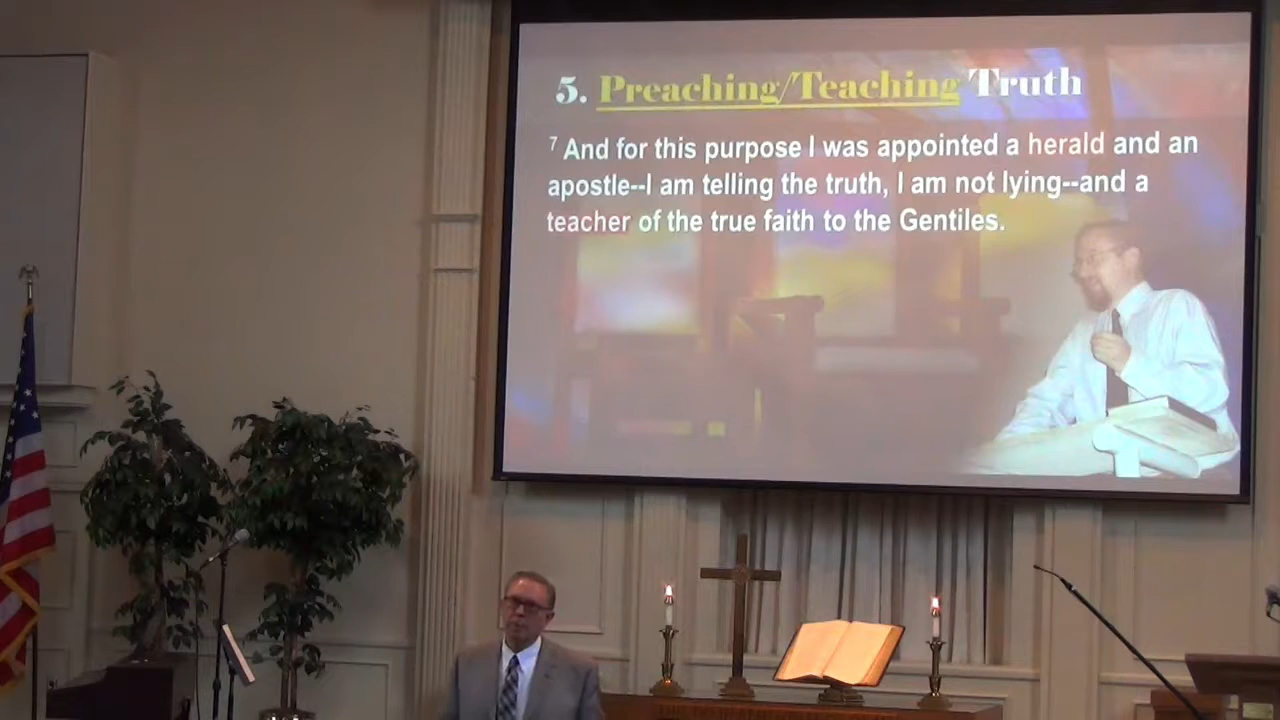 5. Preaching/Teaching Truth
7 And for this purpose I was appointed a herald and an
apostle--I am telling the truth, I am not lying--and a
teacher of the true faith to the Gentiles.